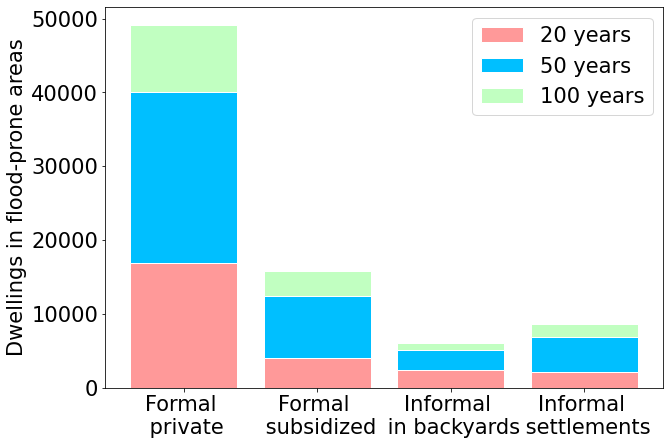 Dwellings in flood-prone areas
50000
40000
30000
20000
10000
0
20 years
50 years
100 years
Formal
private
Formal
subsidized
Informal
in backyards
Informal
settlements